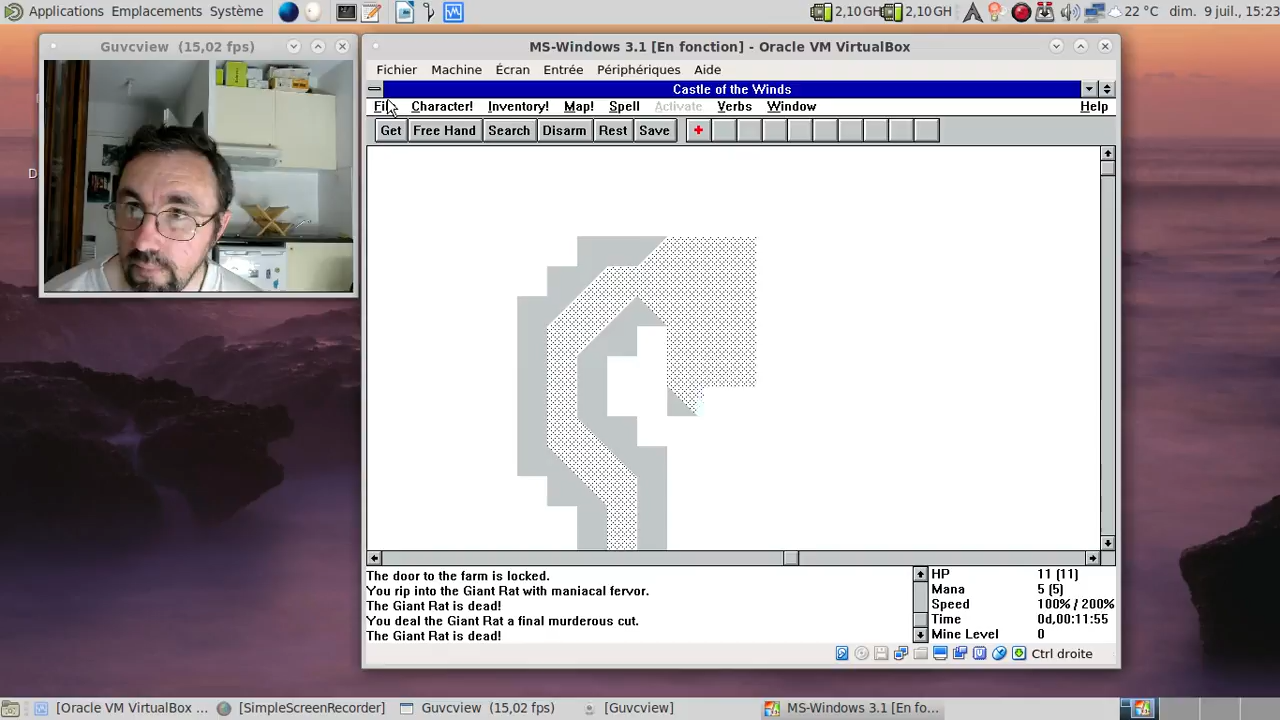 Applications Emplacements Système
2,10 GH 2,10 GH 22 °C dim. 9 juil., 15:23
Guvcview (15,02 fps)
MS-Windows 3.1 [En fonction] - Oracle VM VirtualBox
Fichier Machine Écran Entrée Périphériques Aide
Castle of the Winds
File Character! Inventory! Map! Spell Activate Verbs Window Help
Get Free Hand Search Disarm Rest Save
D
The door to the farm is locked.
You rip into the Giant Rat with maniacal fervor.
The Giant Rat is dead!
You deal the Giant Rat a final murderous cut.
The Giant Rat is dead!
HP 11 (11)
Mana 5 (5)
Speed 100% / 200%
Time 0d,00:11:55
Mine Level 0
Ctrl droite
[Oracle VM VirtualBox ... [SimpleScreenRecorder] Guvcview (15,02 fps) [Guvcview] MS-Windows 3.1 [En fo...